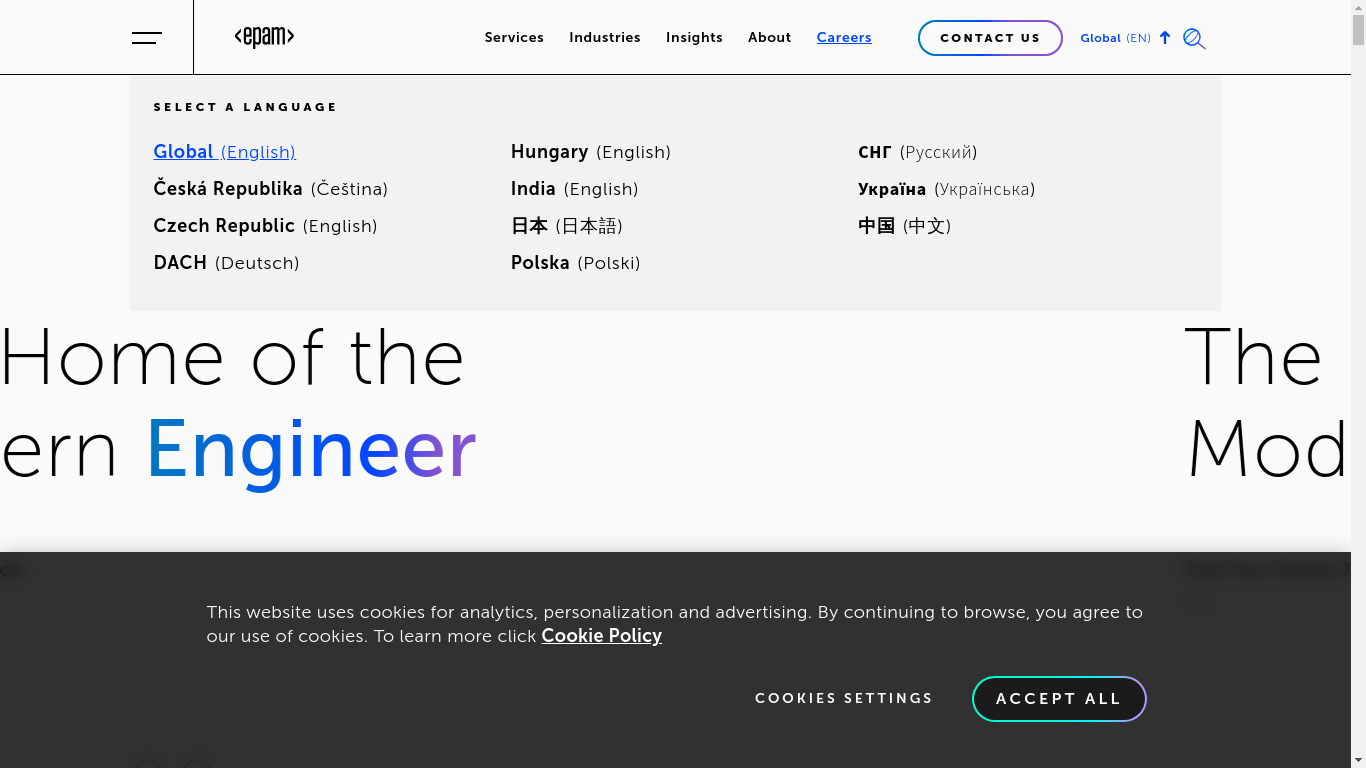 <epam>
Services Industries Insights About Careers CONTACT US Global (EN)
SELECT A LANGUAGE
Global (English)
Česká Republika (Čeština)
Czech Republic (English)
DACH (Deutsch)
Hungary (English)
India (English)
日本 (日本語)
Polska (Polski)
СНГ (Русский)
Україна (Українська)
中国 (中文)
Home of the
ern Engineer
The
Mod
This website uses cookies for analytics, personalization and advertising. By continuing to browse, you agree to
our use of cookies. To learn more click Cookie Policy
COOKIES SETTINGS
ACCEPT ALL